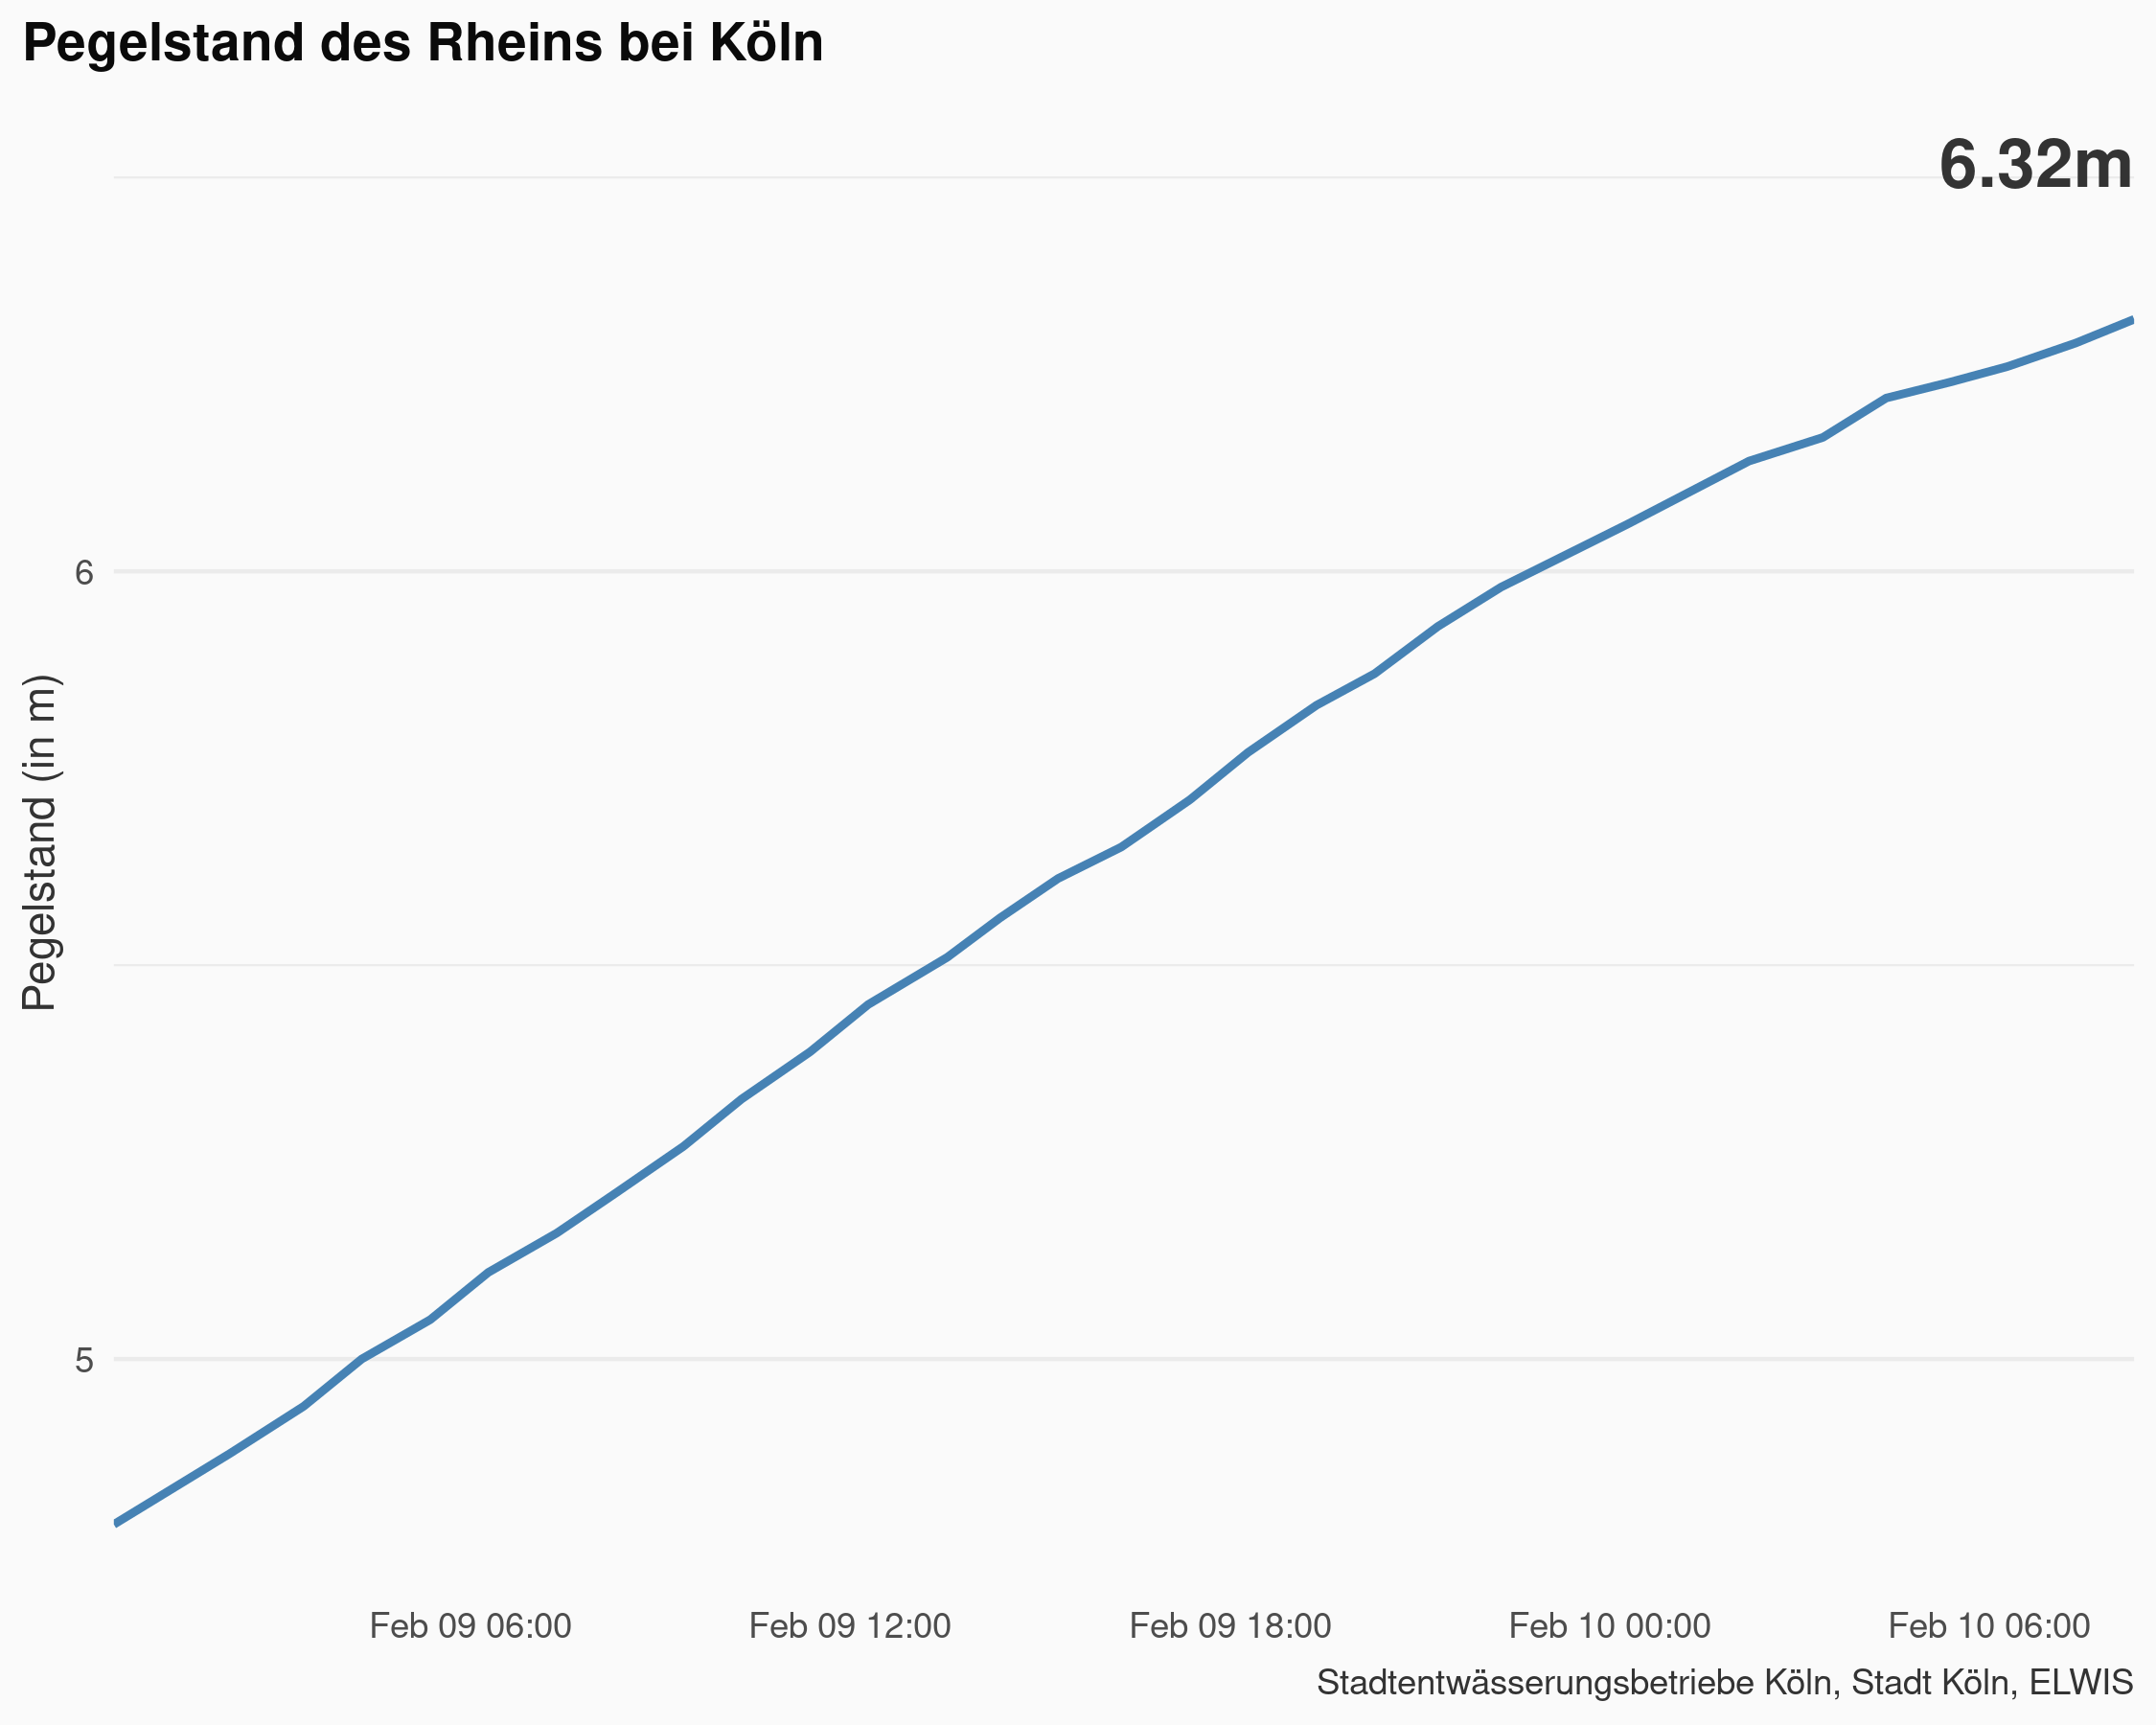 Pegelstand des Rheins bei Köln
6.32m
Pegelstand (in m)
6
5
Feb 09 06:00
Feb 09 12:00
Feb 09 18:00
Feb 10 00:00
Feb 10 06:00
Stadtentwässerungsbetriebe Köln, Stadt Köln, ELWIS